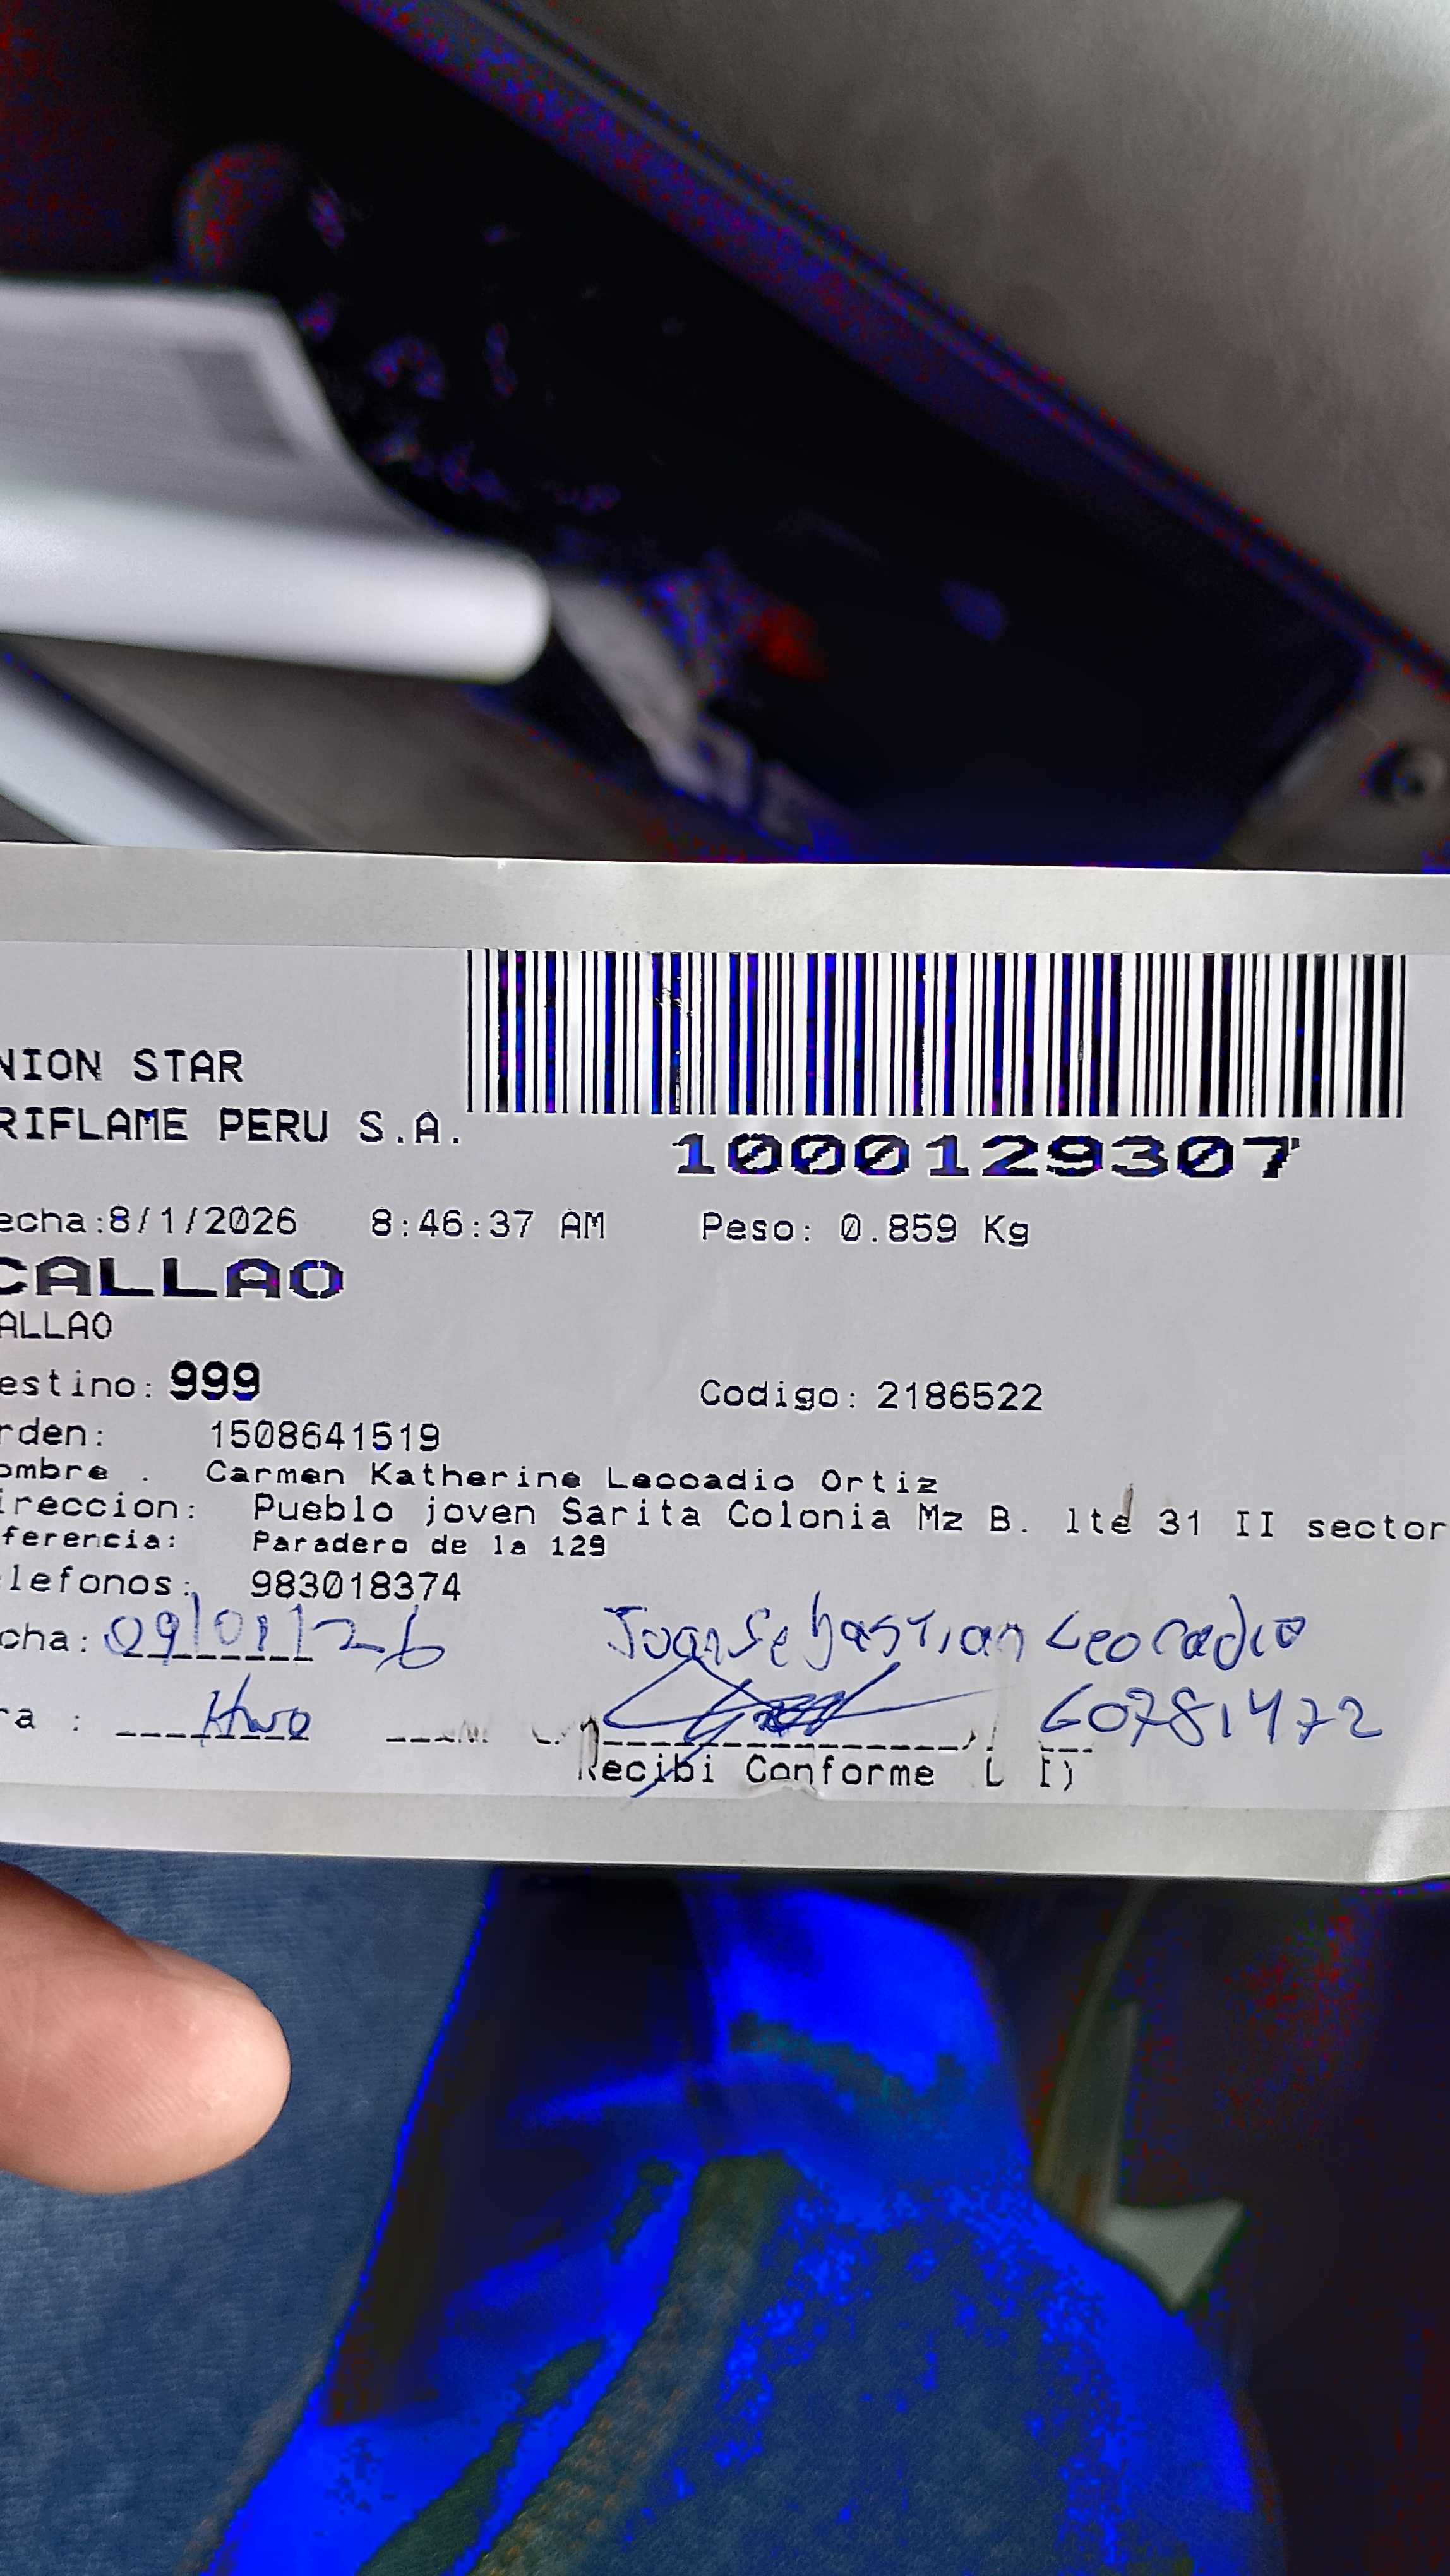 NION STAR
RIFLAME PERU S.A.
1000129307
echa:8/1/2026 8:46:37 AM Peso: 0.859 Kg
CALLAO
ALLAO
estino: 999 Codigo: 2186522
rden: 1508641519
ombre . Carmen Katherine Leocadio Ortiz
ireccion: Pueblo joven Sarita Colonia Mz B. lte 31 II sector
ferencia: Paradero de la 129
lefonos: 983018374
cha: 09/01/26 Juan Sebastian Leocadio
ra : 60781472
Recibi Conforme